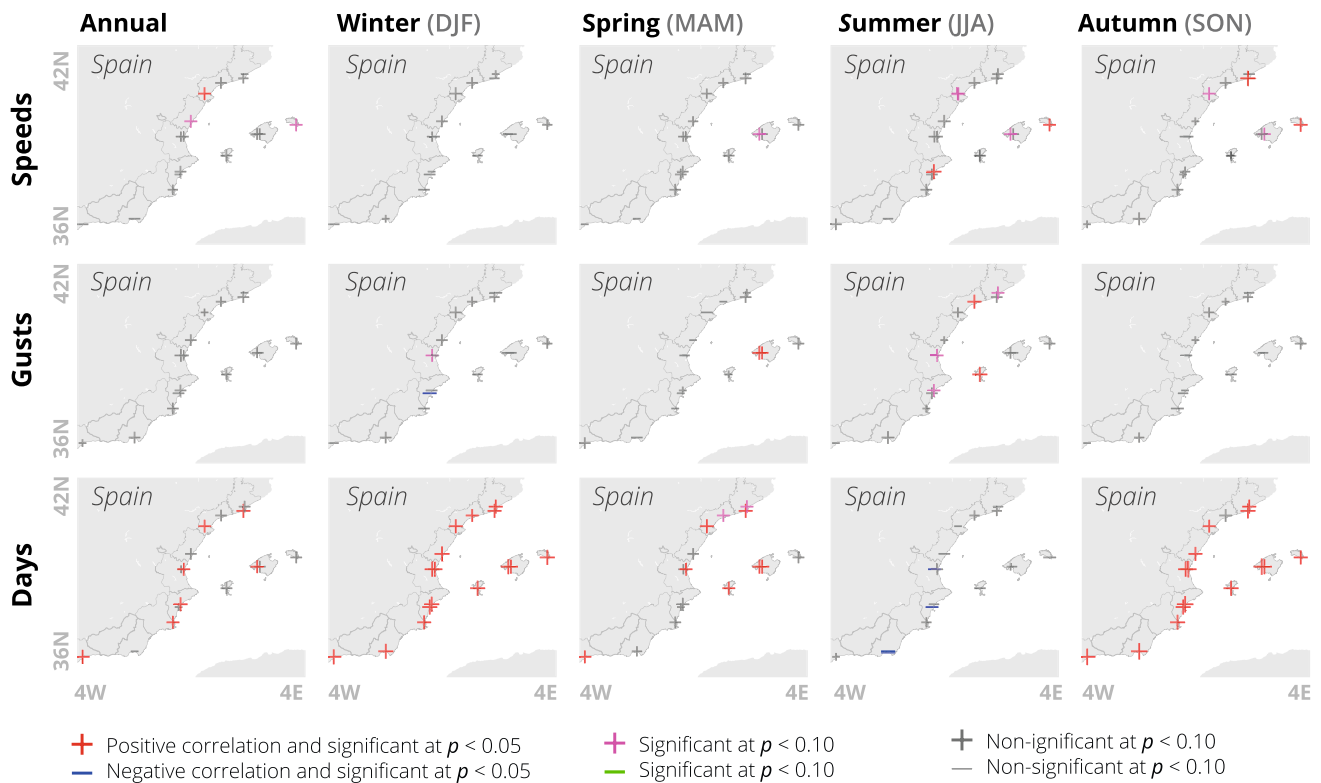 Annual Winter (DJF) Spring (MAM) Summer (JJA) Autumn (SON)
Speeds 42N 36N Spain Spain Spain Spain Spain
Gusts 42N 36N Spain Spain Spain Spain Spain
Days 42N 36N Spain Spain Spain Spain Spain
4W 4E 4W 4E 4W 4E 4W 4E 4W 4E
Positive correlation and significant at p < 0.05 Significant at p < 0.10 Non-ignificant at p < 0.10
Negative correlation and significant at p < 0.05 Significant at p < 0.10 Non-significant at p < 0.10